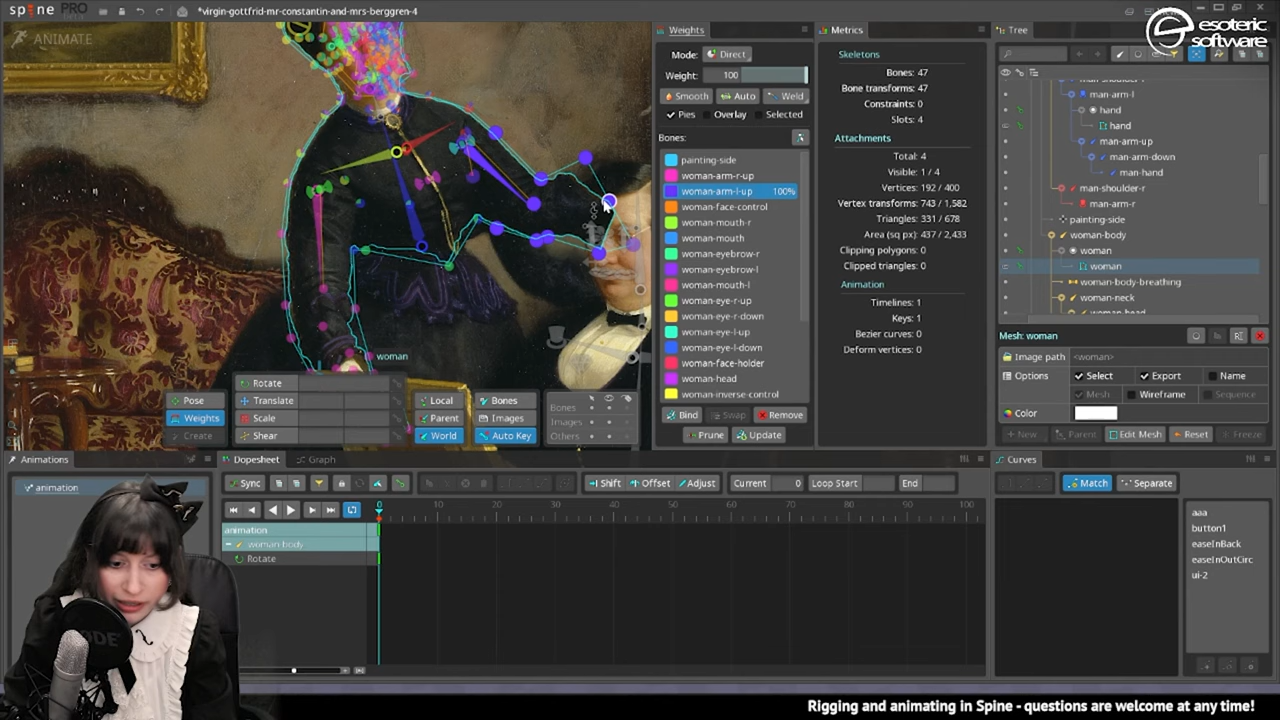 spine PRO
*virgin-gottfrid-mr-constantin-and-mrs-berggren-4
ANIMATE
esoteric
software
woman
Pose
Weights
Create
Rotate
Translate
Scale
Shear
Local
Parent
World
Bones
Images
Auto Key
Bones
Images
Others
Weights
Mode:
Direct
Weight:
100
Smooth
Auto
Weld
Pies
Overlay
Selected
Bones:
painting-side
woman-arm-r-up
woman-arm-l-up 100%
woman-face-control
woman-mouth-r
woman-mouth
woman-eyebrow-r
woman-eyebrow-l
woman-mouth-l
woman-eye-r-up
woman-eye-r-down
woman-eye-l-up
woman-eye-l-down
woman-face-holder
woman-head
woman-inverse-control
Bind
Swap
Remove
Prune
Update
Metrics
Skeletons
Bones: 47
Bone transforms: 47
Constraints: 0
Slots: 4
Attachments
Total: 4
Visible: 1 / 4
Vertices: 192 / 400
Vertex transforms: 743 / 1,582
Triangles: 331 / 678
Area (sq px): 437 / 2,433
Clipping polygons: 0
Clipped triangles: 0
Animation
Timelines: 1
Keys: 1
Bezier curves: 0
Deform vertices: 0
Tree
man-shoulder-l
man-arm-l
hand
hand
man-arm-up
man-arm-down
man-hand
man-shoulder-r
man-arm-r
painting-side
woman-body
woman
woman
woman-body-breathing
woman-neck
woman-head
Mesh: woman
Image path
<woman>
Options
Select
Export
Name
Mesh
Wireframe
Sequence
Color
New
Parent
Edit Mesh
Reset
Freeze
Animations
animation
Dopesheet
Graph
Sync
Shift
Offset
Adjust
Current
0
Loop Start
End
0 10 20 30 40 50 60 70 80 90 100
animation
woman-body
Rotate
Curves
Match
Separate
aaa
button1
easeInBack
easeInOutCirc
ui-2
Rigging and animating in Spine - questions are welcome at any time!